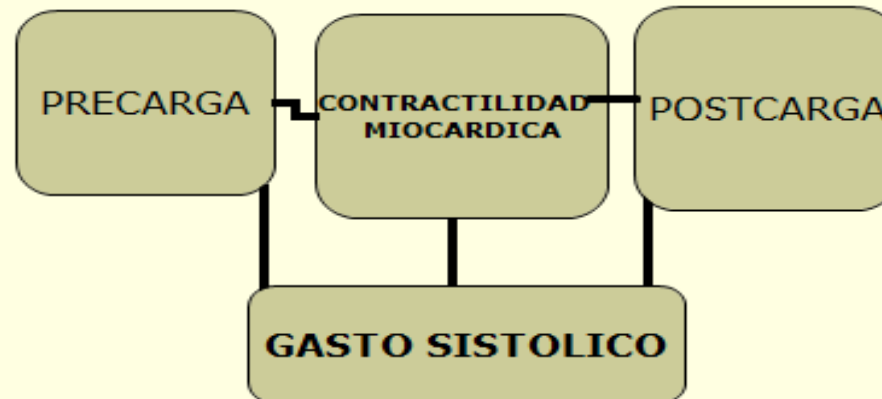 PRECARGA
CONTRACTILIDAD
MIOCARDICA
POSTCARGA
GASTO SISTOLICO